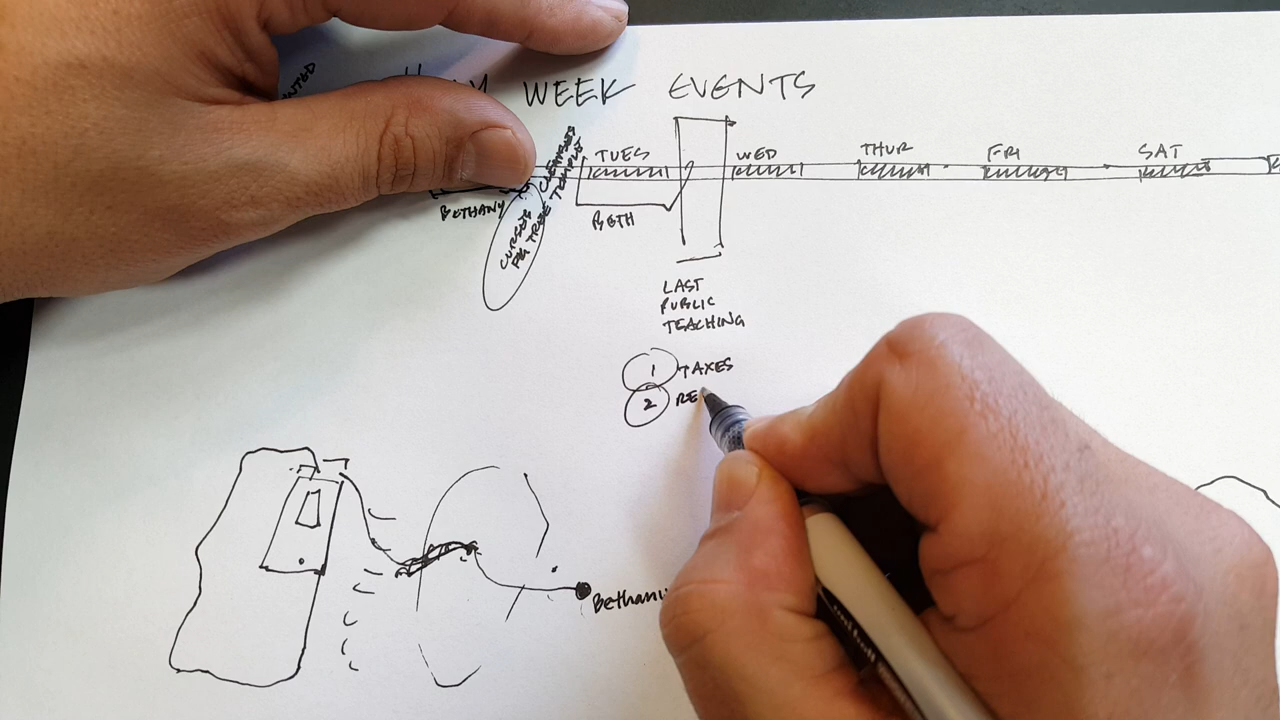 WEEK EVENTS
TUES
WED
THUR
FRI
SAT
CLEANSES
TEMPLE
BETHANY
CURSES
FIG TREE
BETH
LAST
PUBLIC
TEACHING
1 TAXES
2 RE
Bethany